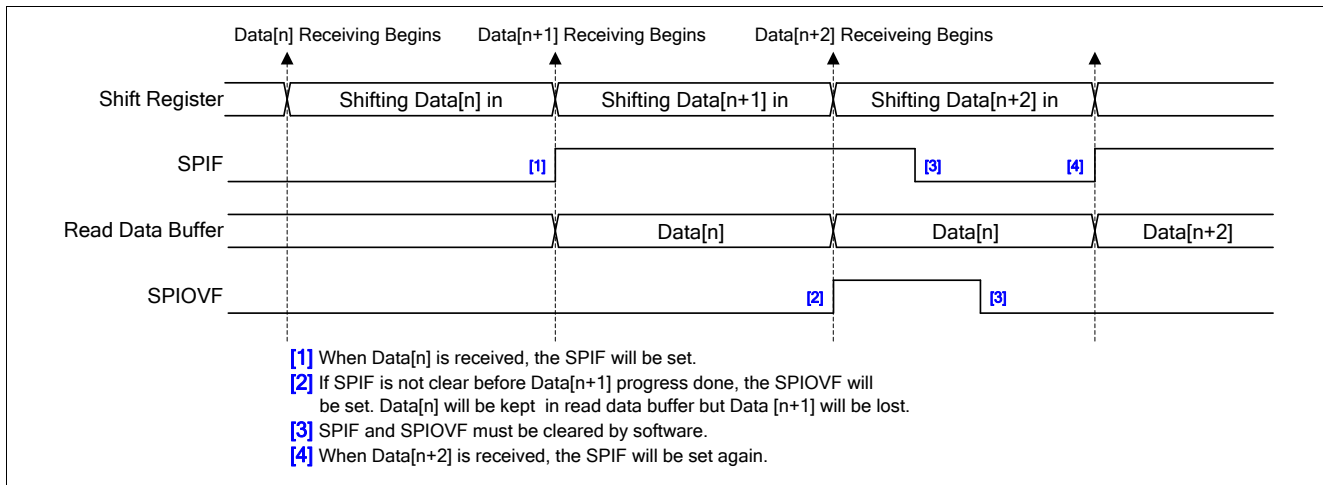 Data[n] Receiving Begins Data[n+1] Receiving Begins Data[n+2] Receiveing Begins
Shift Register Shifting Data[n] in Shifting Data[n+1] in Shifting Data[n+2] in
SPIF [1] [3] [4]
Read Data Buffer Data[n] Data[n] Data[n+2]
SPIOVF [2] [3]
[1] When Data[n] is received, the SPIF will be set.
[2] If SPIF is not clear before Data[n+1] progress done, the SPIOVF will
be set. Data[n] will be kept in read data buffer but Data [n+1] will be lost.
[3] SPIF and SPIOVF must be cleared by software.
[4] When Data[n+2] is received, the SPIF will be set again.